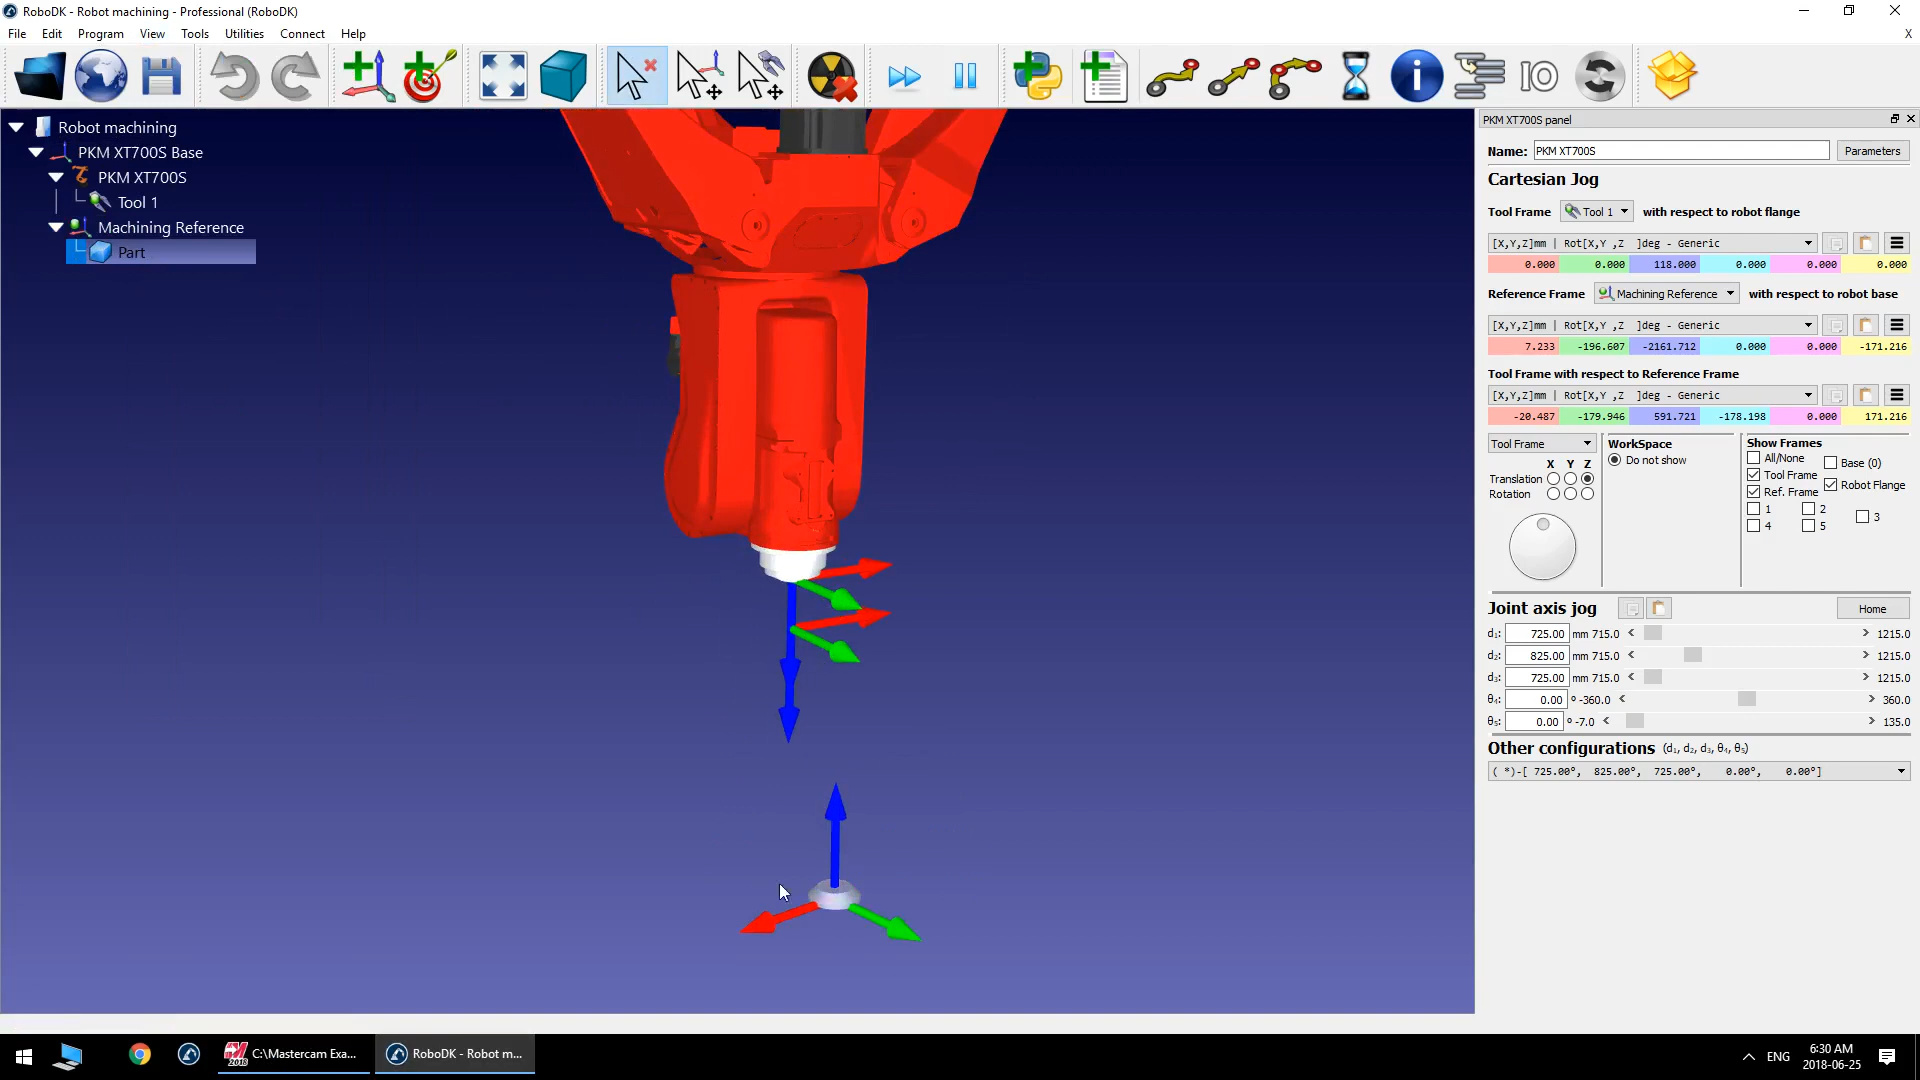 RoboDK - Robot machining - Professional (RoboDK)
File Edit Program View Tools Utilities Connect Help X
IO
Robot machining
PKM XT700S Base
PKM XT700S
Tool 1
Machining Reference
Part
PKM XT700S panel
Name: PKM XT700S Parameters
Cartesian Jog
Tool Frame Tool 1 with respect to robot flange
[X,Y,Z]mm | Rot[X,Y ,Z ]deg - Generic
0.000 0.000 118.000 0.000 0.000 0.000
Reference Frame Machining Reference with respect to robot base
[X,Y,Z]mm | Rot[X,Y ,Z ]deg - Generic
7.233 -196.607 -2161.712 0.000 0.000 -171.216
Tool Frame with respect to Reference Frame
[X,Y,Z]mm | Rot[X,Y ,Z ]deg - Generic
-20.487 -179.946 591.721 -178.198 0.000 171.216
Tool Frame
X Y Z
Translation
Rotation
WorkSpace
Do not show
Show Frames
All/None Base (0)
Tool Frame
Ref. Frame Robot Flange
1 2 3
4 5
Joint axis jog Home
d₁: 725.00 mm 715.0 < > 1215.0
d₂: 825.00 mm 715.0 < > 1215.0
d₃: 725.00 mm 715.0 < > 1215.0
θ₄: 0.00 º -360.0 < > 360.0
θ₅: 0.00 º -7.0 < > 135.0
Other configurations (d₁, d₂, d₃, θ₄, θ₅)
( *)-[ 725.00°, 825.00°, 725.00°, 0.00°, 0.00°]
2018
C:\Mastercam Exa...
RoboDK - Robot m...
ENG
6:30 AM
2018-06-25